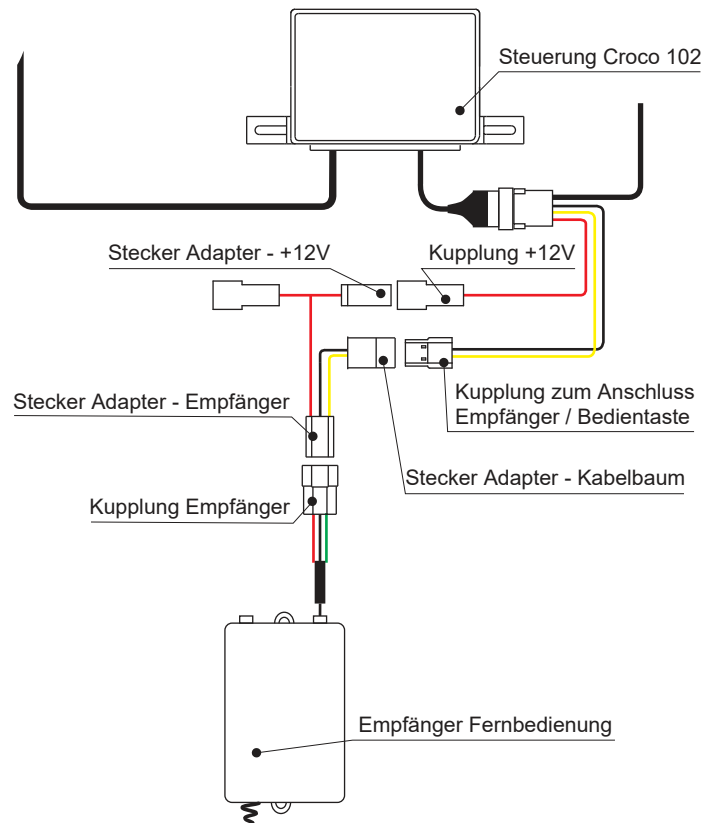 Steuerung Croco 102
Stecker Adapter - +12V
Kupplung +12V
Stecker Adapter - Empfänger
Kupplung zum Anschluss
Empfänger / Bedientaste
Stecker Adapter - Kabelbaum
Kupplung Empfänger
Empfänger Fernbedienung